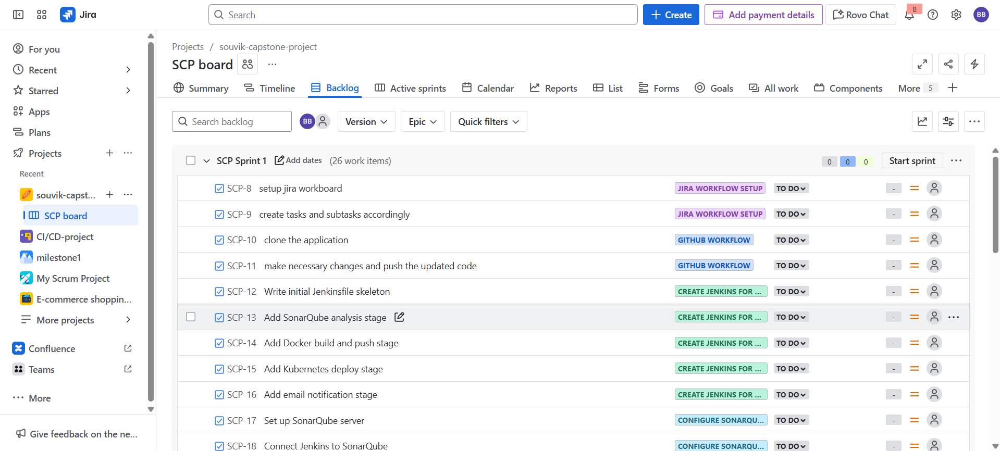 Jira
Search
Create
Add payment details
Rovo Chat
8
BB
For you
Recent
Starred
Apps
Plans
Projects
Recent
souvik-capst...
SCP board
CI/CD-project
milestone1
My Scrum Project
E-commerce shoppin...
More projects
Confluence
Teams
More
Give feedback on the ne...
Projects / souvik-capstone-project
SCP board
Summary Timeline Backlog Active sprints Calendar Reports List Forms Goals All work Components More 5
Search backlog BB Version Epic Quick filters
SCP Sprint 1 Add dates (26 work items) 0 0 0 Start sprint
SCP-8 setup jira workboard JIRA WORKFLOW SETUP TO DO -
SCP-9 create tasks and subtasks accordingly JIRA WORKFLOW SETUP TO DO -
SCP-10 clone the application GITHUB WORKFLOW TO DO -
SCP-11 make necessary changes and push the updated code GITHUB WORKFLOW TO DO -
SCP-12 Write initial Jenkinsfile skeleton CREATE JENKINS FOR ... TO DO -
SCP-13 Add SonarQube analysis stage CREATE JENKINS FOR ... TO DO -
SCP-14 Add Docker build and push stage CREATE JENKINS FOR ... TO DO -
SCP-15 Add Kubernetes deploy stage CREATE JENKINS FOR ... TO DO -
SCP-16 Add email notification stage CREATE JENKINS FOR ... TO DO -
SCP-17 Set up SonarQube server CONFIGURE SONARQU... TO DO -
SCP-18 Connect Jenkins to SonarQube CONFIGURE SONARQU... TO DO -